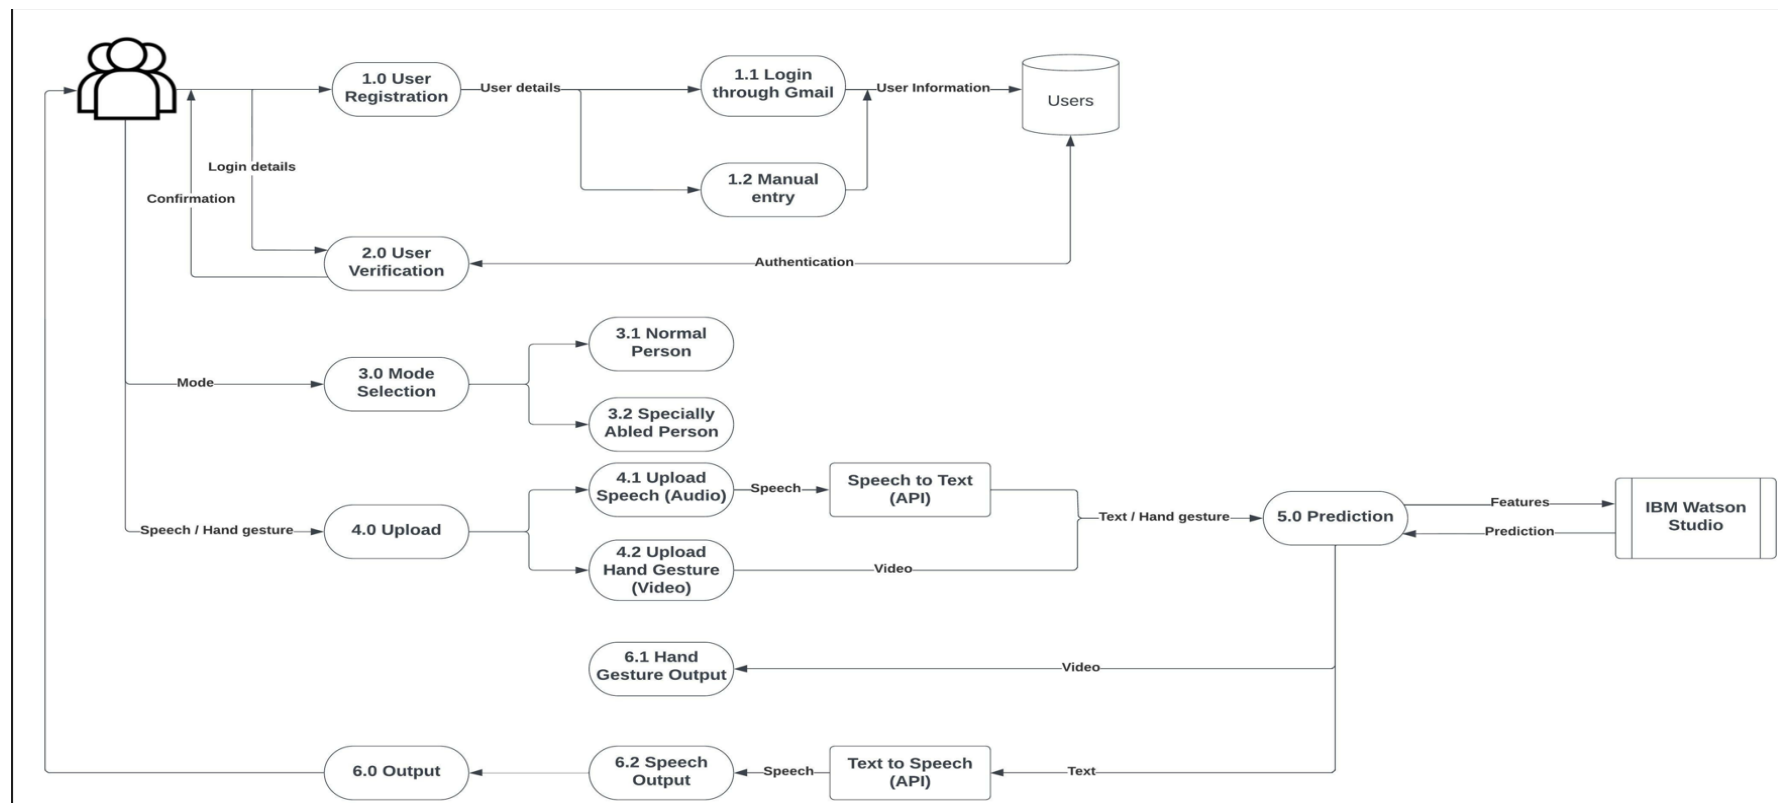 1.0 User
Registration
User details
1.1 Login
through Gmail
User Information
Users
Login details
Confirmation
1.2 Manual
entry
2.0 User
Verification
Authentication
3.1 Normal
Person
Mode
3.0 Mode
Selection
3.2 Specially
Abled Person
4.1 Upload
Speech (Audio)
Speech
Speech to Text
(API)
Speech / Hand gesture
4.0 Upload
Text / Hand gesture
5.0 Prediction
Features
Prediction
IBM Watson
Studio
4.2 Upload
Hand Gesture
(Video)
Video
6.1 Hand
Gesture Output
Video
6.0 Output
6.2 Speech
Output
Speech
Text to Speech
(API)
Text